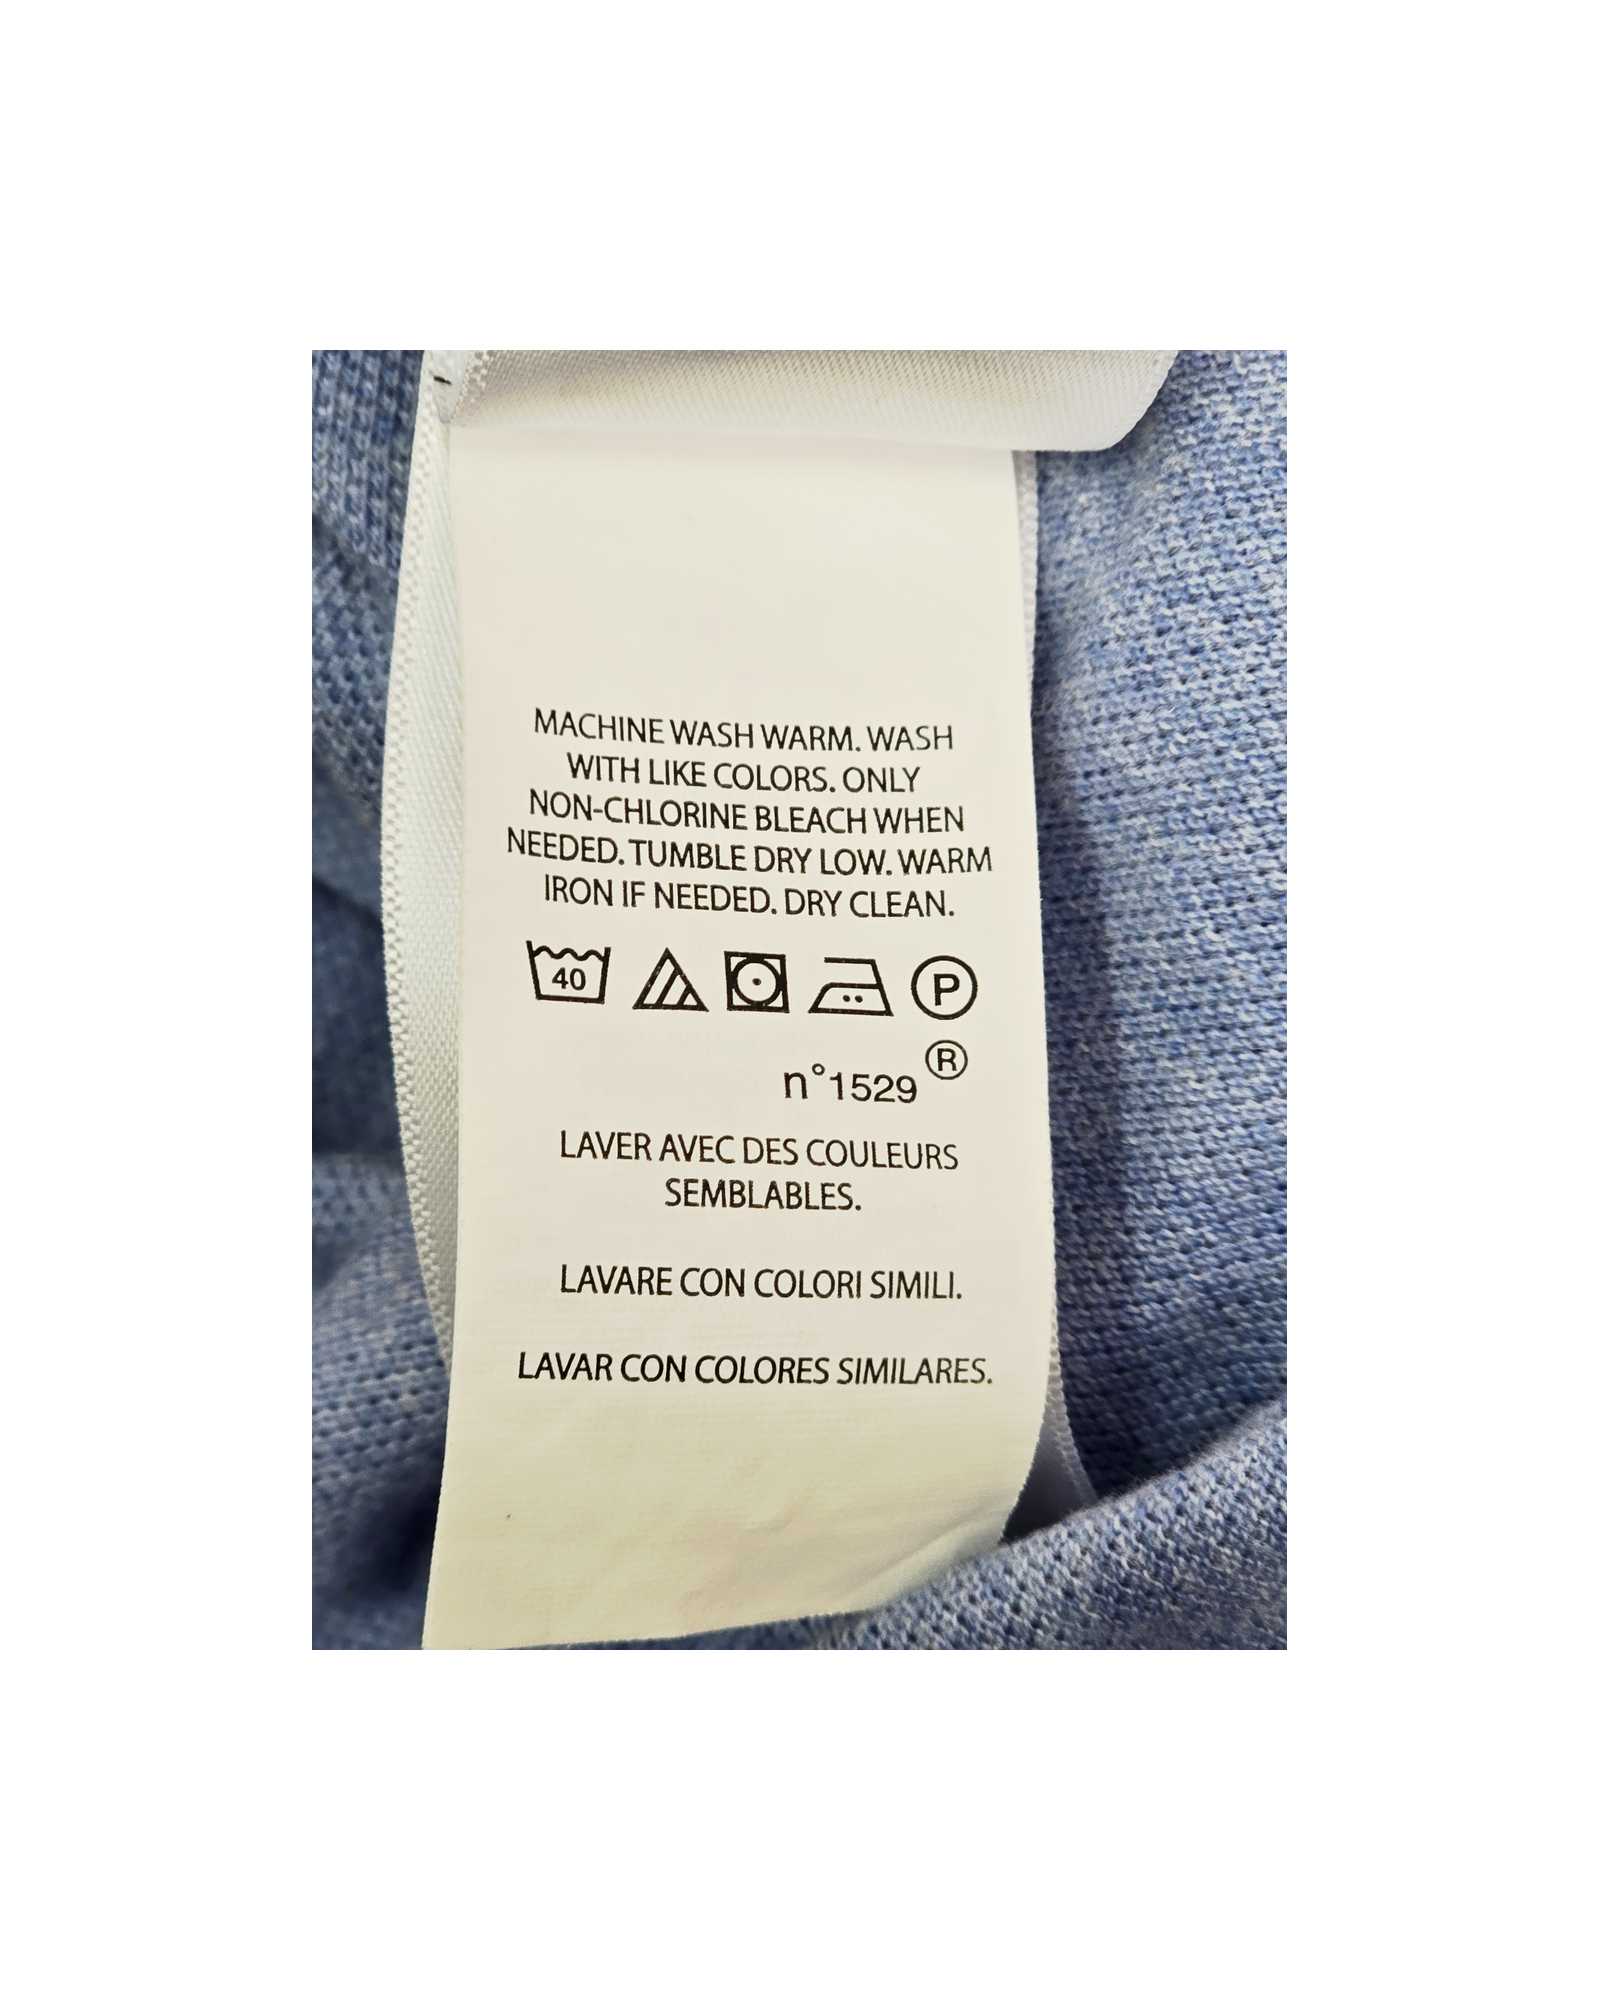 MACHINE WASH WARM. WASH
WITH LIKE COLORS. ONLY
NON-CHLORINE BLEACH WHEN
NEEDED. TUMBLE DRY LOW. WARM
IRON IF NEEDED. DRY CLEAN.
40 P
n°1529 ®
LAVER AVEC DES COULEURS
SEMBLABLES.
LAVARE CON COLORI SIMILI.
LAVAR CON COLORES SIMILARES.